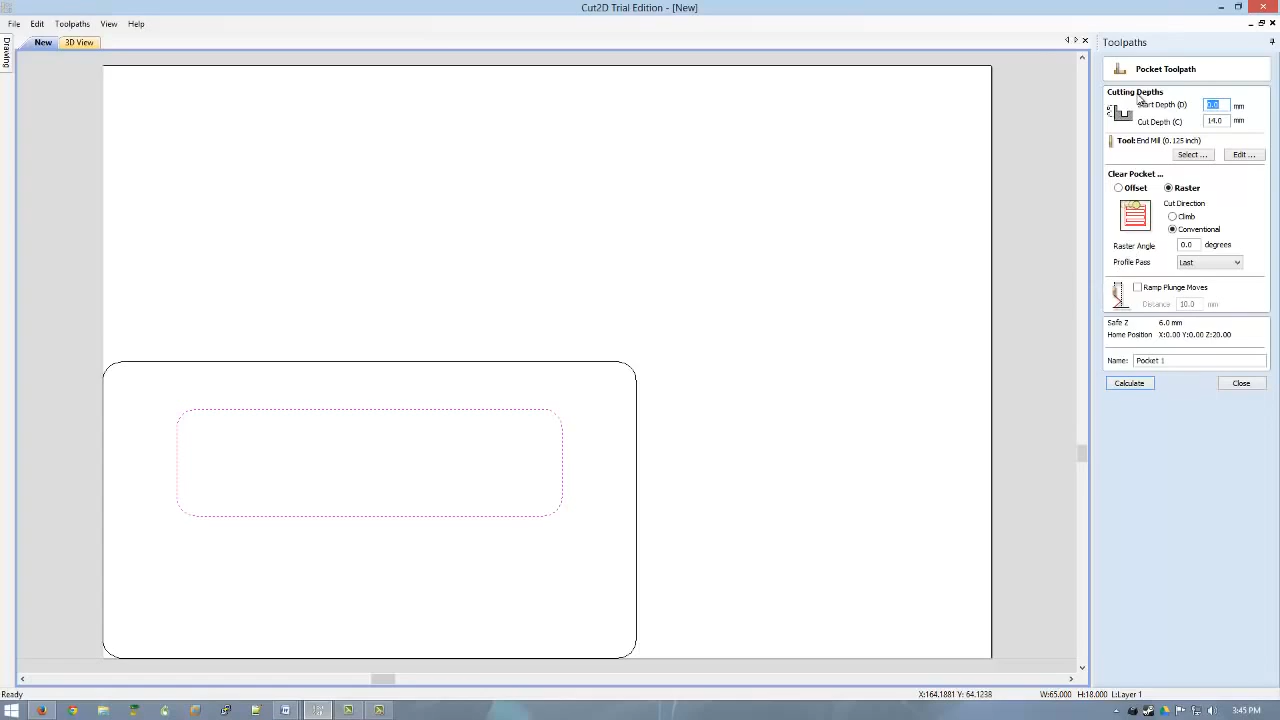 Cut2D Trial Edition - [New]
File Edit Toolpaths View Help
New 3D View
Drawing
Toolpaths
Pocket Toolpath
Cutting Depths
Start Depth (D) 0.0 mm
Cut Depth (C) 14.0 mm
Tool: End Mill (0.125 inch)
Select ... Edit ...
Clear Pocket ...
Offset Raster
Cut Direction
Climb
Conventional
Raster Angle 0.0 degrees
Profile Pass Last
Ramp Plunge Moves
Distance 10.0 mm
Safe Z 6.0 mm
Home Position X:0.00 Y:0.00 Z:20.00
Name: Pocket 1
Calculate Close
Ready X:164.1881 Y: 64.1238 W:65.000 H:18.000 L:Layer 1
3:45 PM